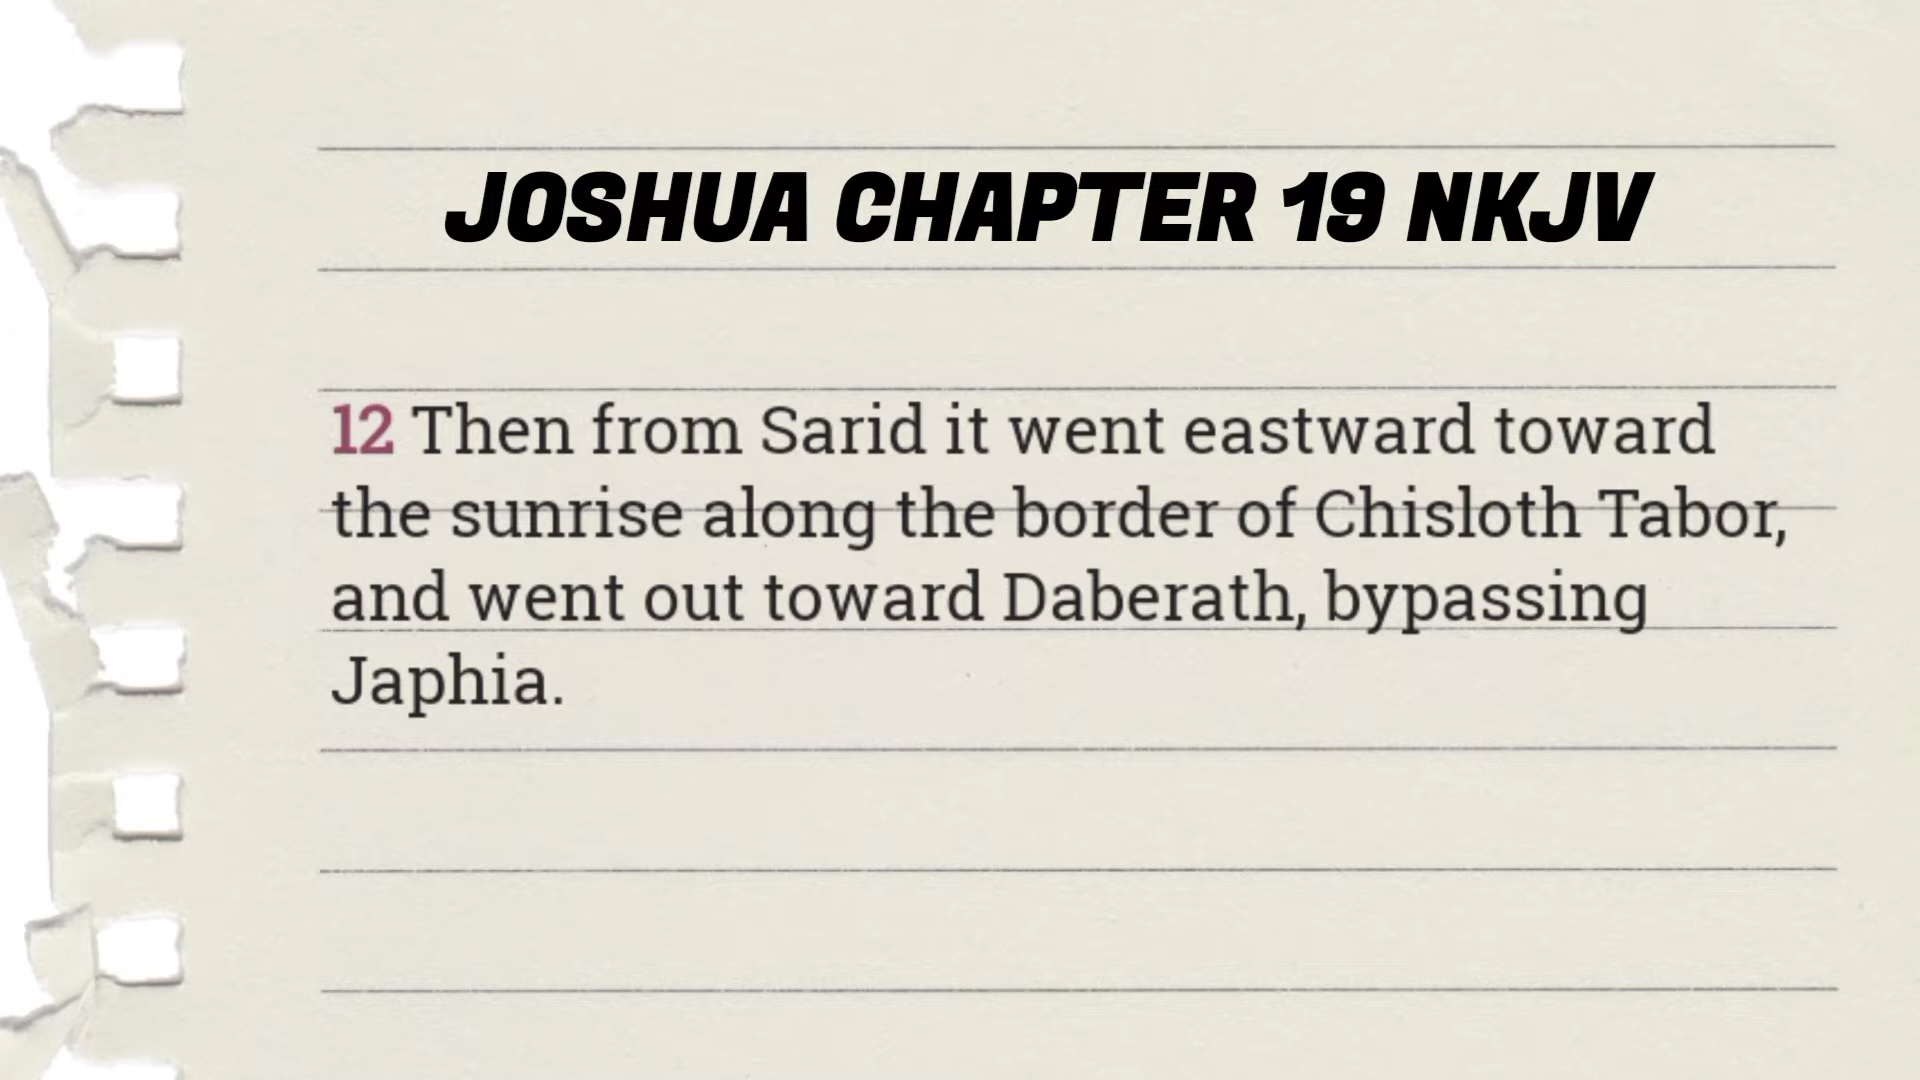 JOSHUA CHAPTER 19 NKJV
12 Then from Sarid it went eastward toward
the sunrise along the border of Chisloth Tabor,
and went out toward Daberath, bypassing
Japhia.